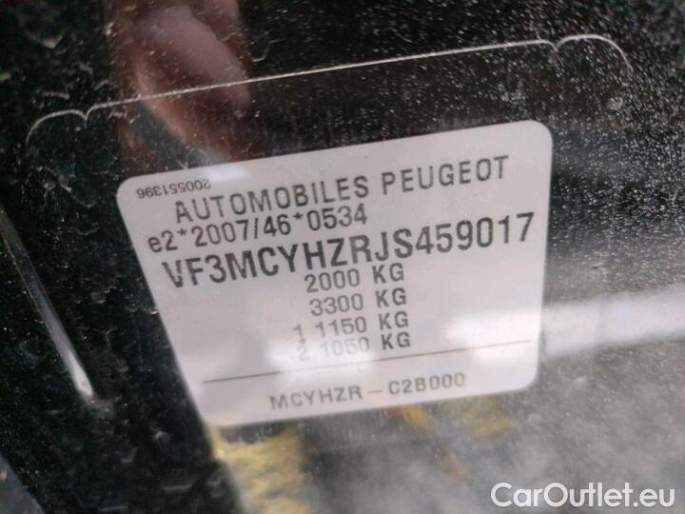 200551396
AUTOMOBILES PEUGEOT
e2*2007/46*0534
VF3MCYHZRJS459017
2000 KG
3300 KG
1 1150 KG
2 1050 KG
MCYHZR - C2B000
CarOutlet.eu